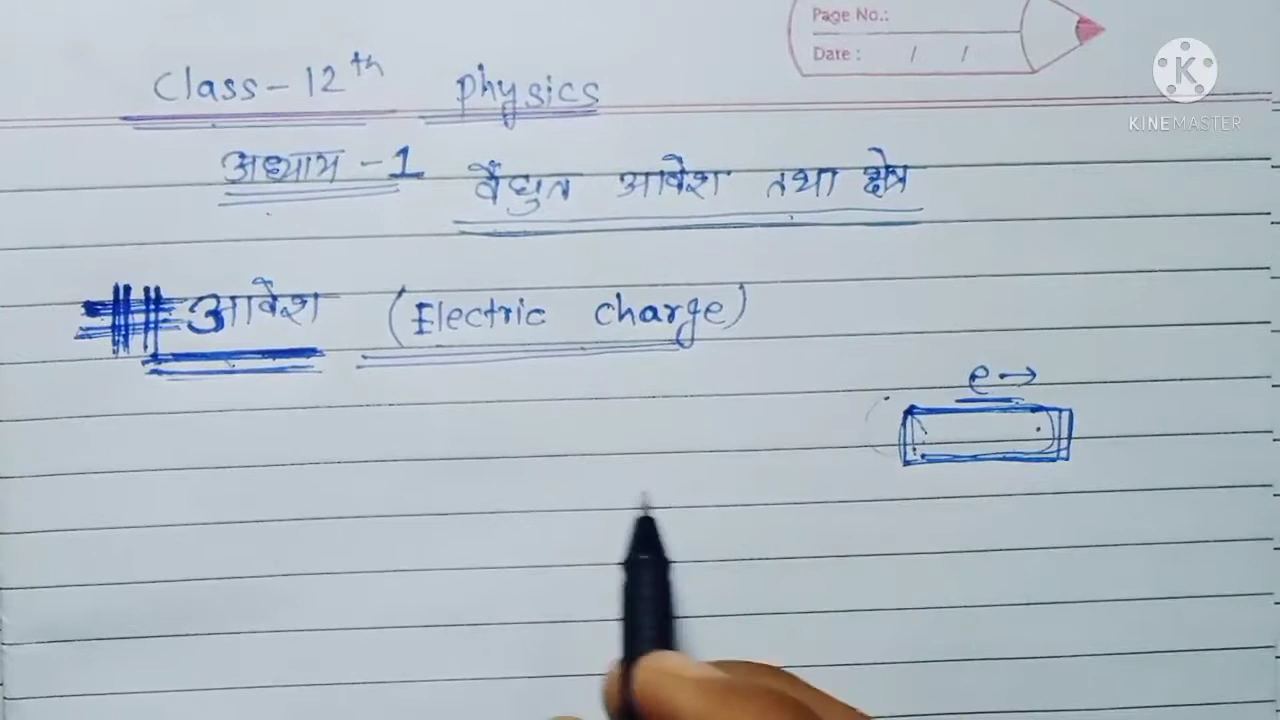 Page No.:
Date : / /
KINEMASTER
Class - 12th physics
अध्याय - 1 वैद्युत आवेश तथा क्षेत्र
# आवेश (Electric charge)
e→